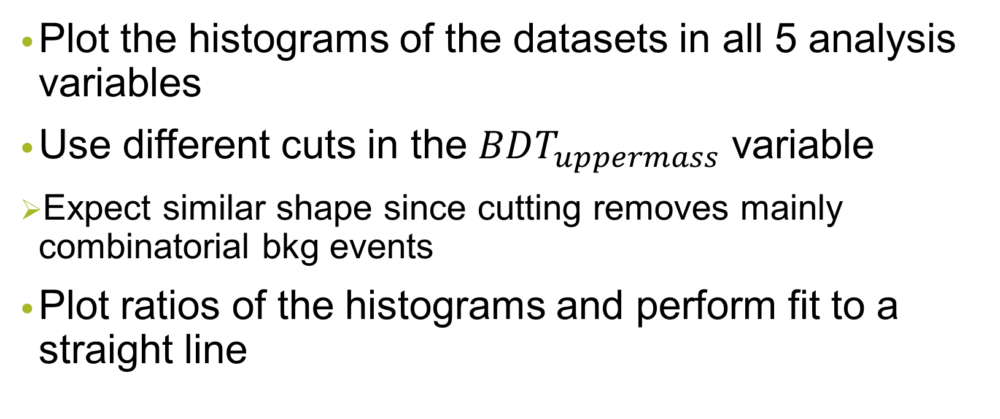 • Plot the histograms of the datasets in all 5 analysis
variables
• Use different cuts in the BDT_uppermass variable
➢ Expect similar shape since cutting removes mainly
combinatorial bkg events
• Plot ratios of the histograms and perform fit to a
straight line